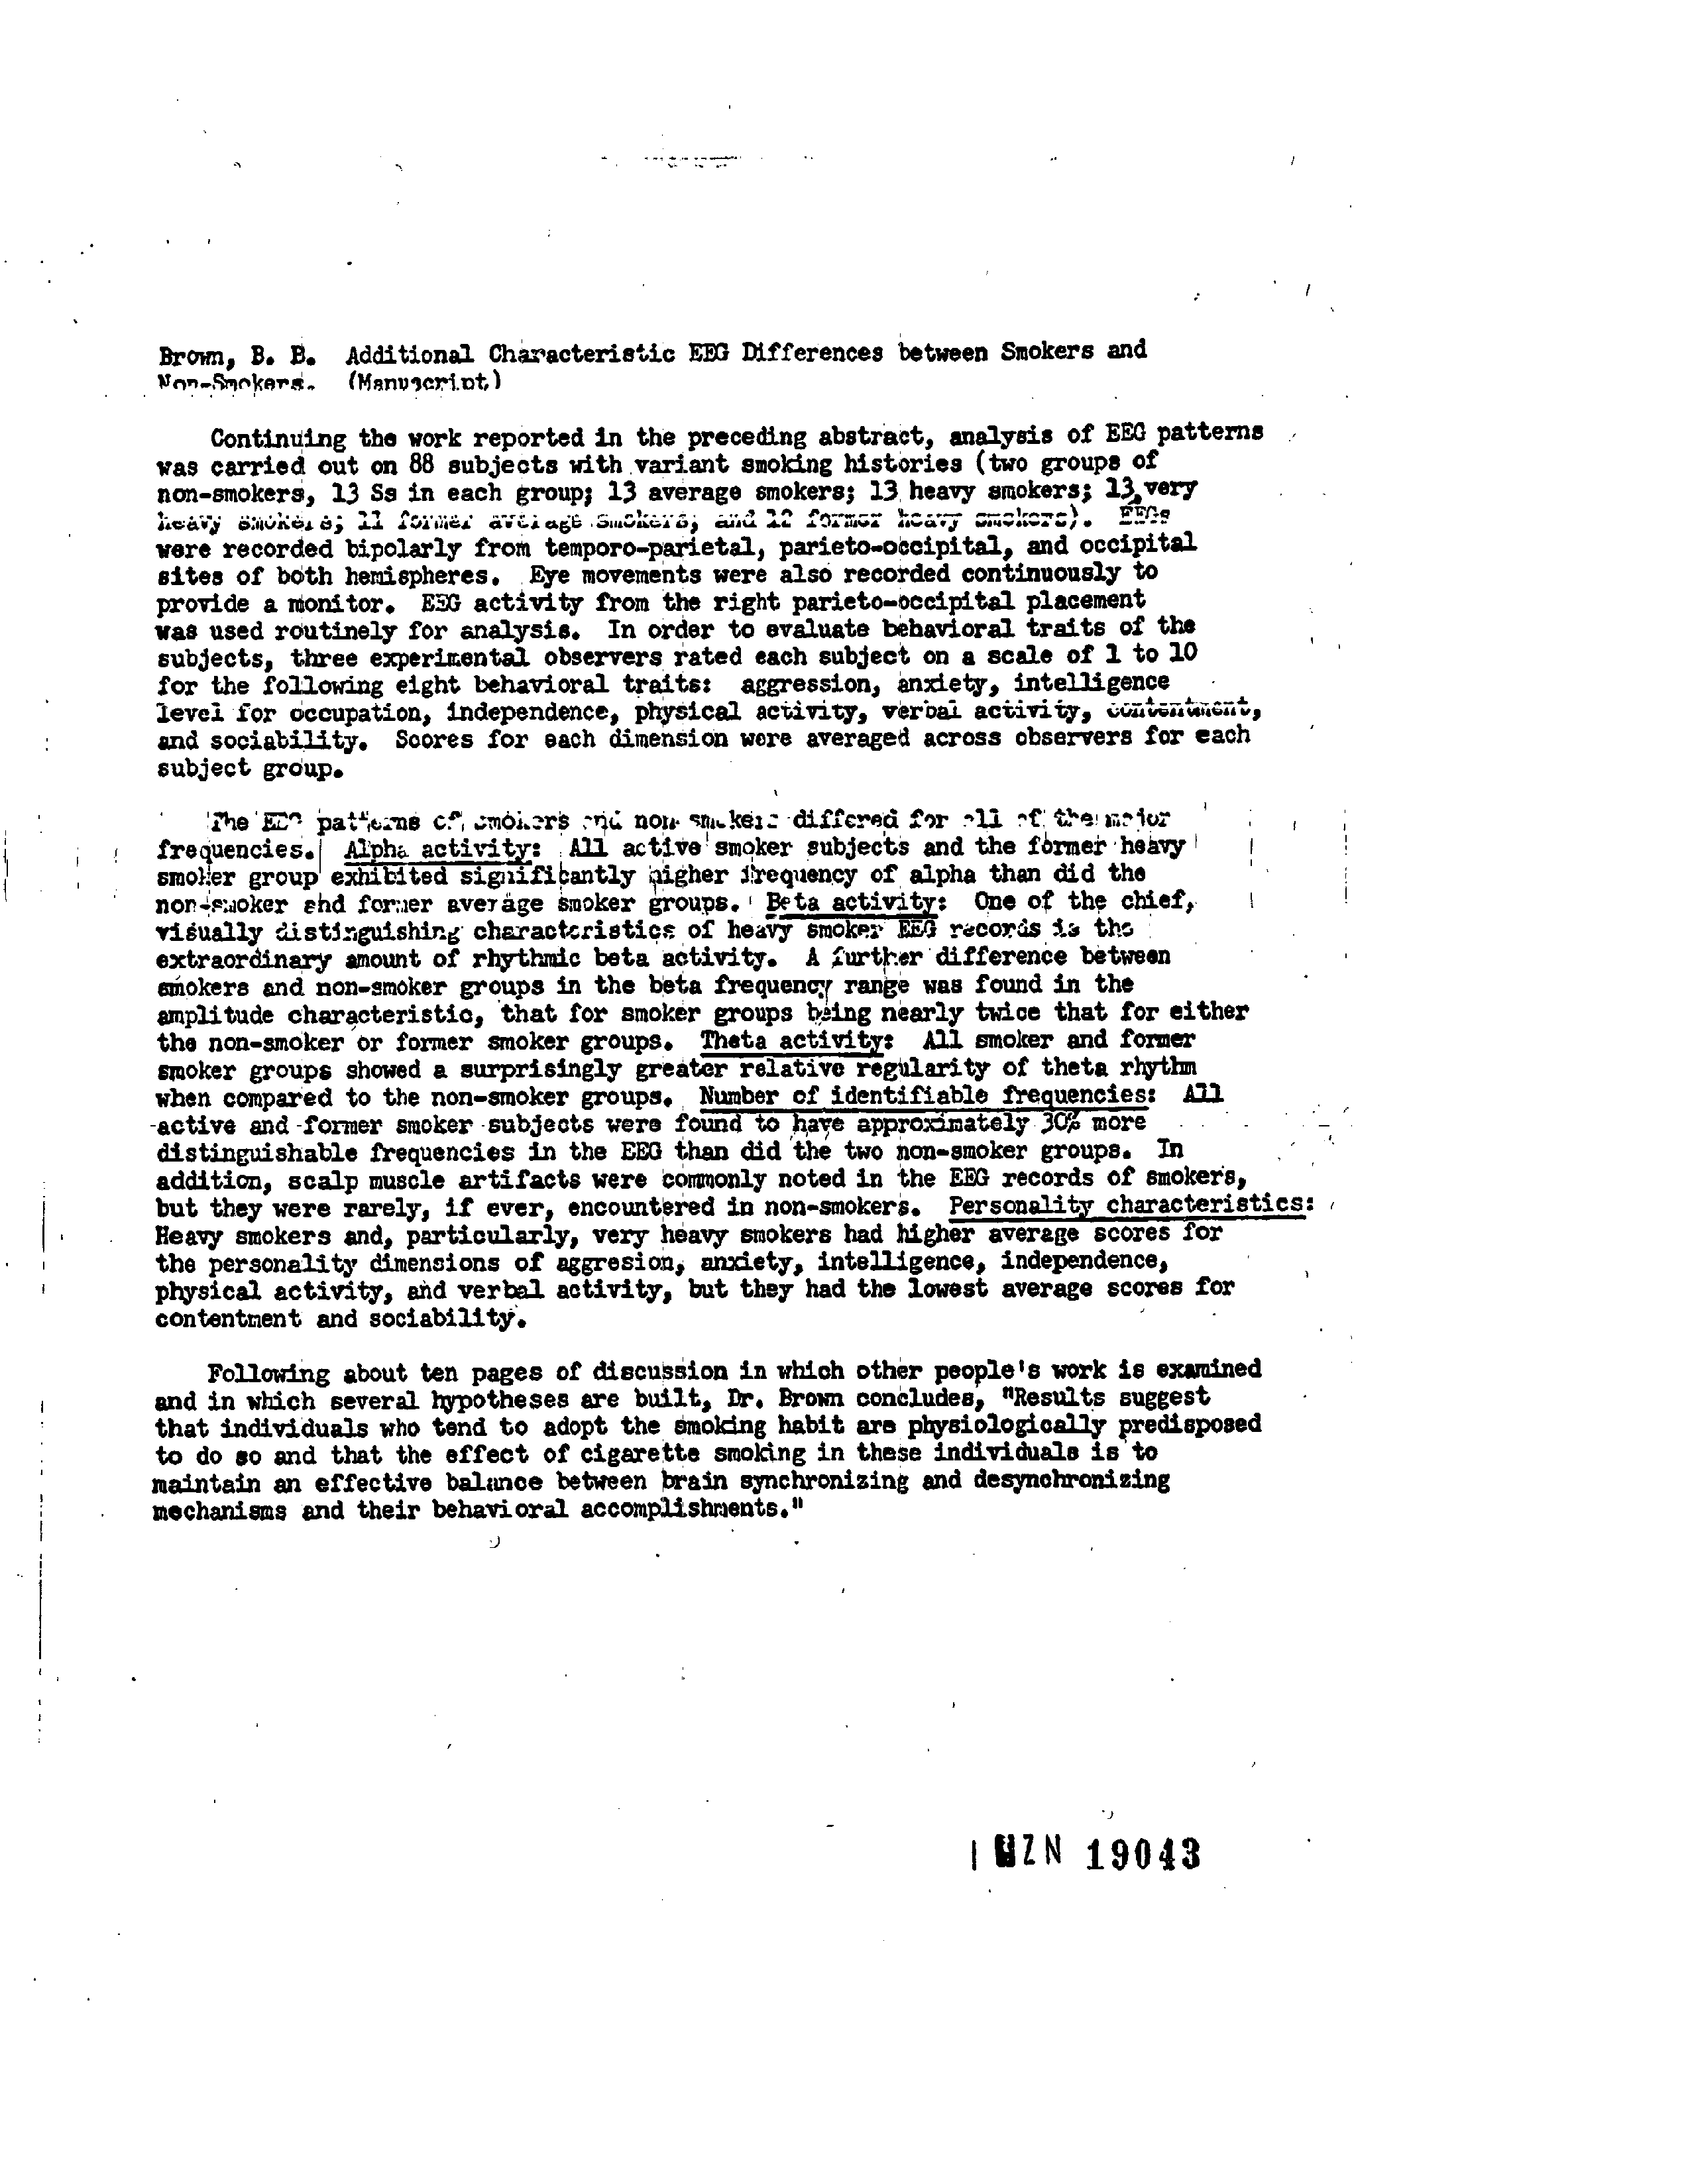 Brown, B. B. Additional Characteristic EEG Differences between Smokers and
Non-Smokers. (Manuscript)
Continuing the work reported in the preceding abstract, analysis of EEG patterns
was carried out on 88 subjects with variant smoking histories (two groups of
non-smokers, 13 Ss in each group; 13 average smokers; 13 heavy smokers; 13 very
heavy smokers; 11 former average smokers; and 12 former heavy smokers). EEGs
were recorded bipolarly from temporo-parietal, parieto-occipital, and occipital
sites of both hemispheres. Eye movements were also recorded continuously to
provide a monitor. EEG activity from the right parieto-occipital placement
was used routinely for analysis. In order to evaluate behavioral traits of the
subjects, three experimental observers rated each subject on a scale of 1 to 10
for the following eight behavioral traits: aggression, anxiety, intelligence
level for occupation, independence, physical activity, verbal activity, contentment,
and sociability. Scores for each dimension were averaged across observers for each
subject group.
The EEG patterns of smokers and non-smokers differed for all of the major
frequencies. Alpha activity: All active smoker subjects and the former heavy
smoker group exhibited significantly higher frequency of alpha than did the
non-smoker and former average smoker groups. Beta activity: One of the chief,
visually distinguishing characteristics of heavy smoker EEG records is the
extraordinary amount of rhythmic beta activity. A further difference between
smokers and non-smoker groups in the beta frequency range was found in the
amplitude characteristic, that for smoker groups being nearly twice that for either
the non-smoker or former smoker groups. Theta activity: All smoker and former
smoker groups showed a surprisingly greater relative regularity of theta rhythm
when compared to the non-smoker groups. Number of identifiable frequencies: All
active and former smoker subjects were found to have approximately 30% more
distinguishable frequencies in the EEG than did the two non-smoker groups. In
addition, scalp muscle artifacts were commonly noted in the EEG records of smokers,
but they were rarely, if ever, encountered in non-smokers. Personality characteristics:
Heavy smokers and, particularly, very heavy smokers had higher average scores for
the personality dimensions of aggresion, anxiety, intelligence, independence,
physical activity, and verbal activity, but they had the lowest average scores for
contentment and sociability.
Following about ten pages of discussion in which other people's work is examined
and in which several hypotheses are built, Dr. Brown concludes, "Results suggest
that individuals who tend to adopt the smoking habit are physiologically predisposed
to do so and that the effect of cigarette smoking in these individuals is to
maintain an effective balance between brain synchronizing and desynchronizing
mechanisms and their behavioral accomplishments."
19043